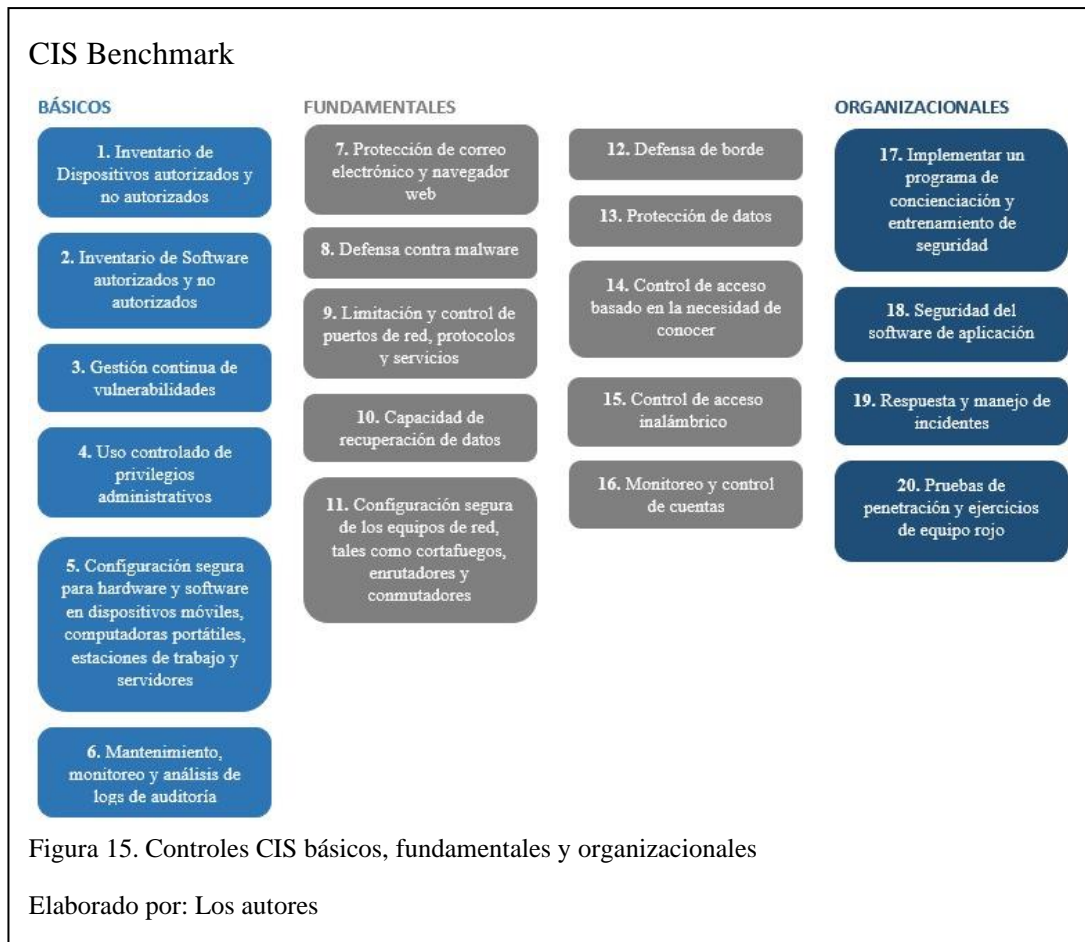 CIS Benchmark
BÁSICOS
1. Inventario de
Dispositivos autorizados y
no autorizados
2. Inventario de Software
autorizados y no
autorizados
3. Gestión continua de
vulnerabilidades
4. Uso controlado de
privilegios
administrativos
5. Configuración segura
para hardware y software
en dispositivos móviles,
computadoras portátiles,
estaciones de trabajo y
servidores
6. Mantenimiento,
monitoreo y análisis de
logs de auditoría
FUNDAMENTALES
7. Protección de correo
electrónico y navegador
web
8. Defensa contra malware
9. Limitación y control de
puertos de red, protocolos
y servicios
10. Capacidad de
recuperación de datos
11. Configuración segura
de los equipos de red,
tales como cortafuegos,
enrutadores y
conmutadores
12. Defensa de borde
13. Protección de datos
14. Control de acceso
basado en la necesidad de
conocer
15. Control de acceso
inalámbrico
16. Monitoreo y control
de cuentas
ORGANIZACIONALES
17. Implementar un
programa de
concienciación y
entrenamiento de
seguridad
18. Seguridad del
software de aplicación
19. Respuesta y manejo de
incidentes
20. Pruebas de
penetración y ejercicios
de equipo rojo
Figura 15. Controles CIS básicos, fundamentales y organizacionales
Elaborado por: Los autores